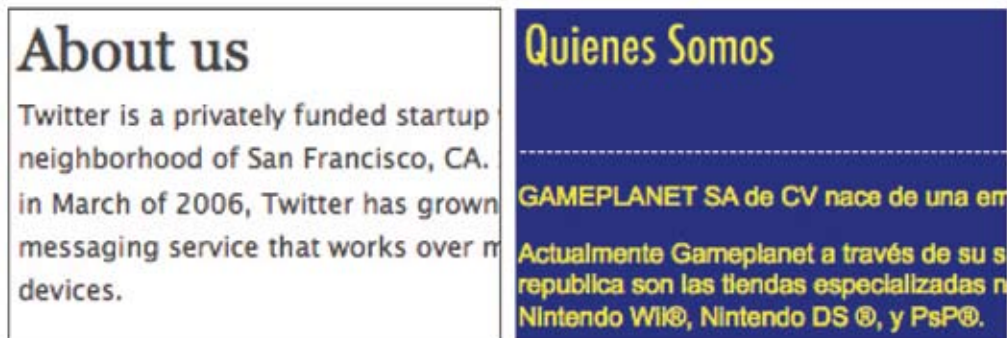 About us
Twitter is a privately funded startup
neighborhood of San Francisco, CA.
in March of 2006, Twitter has grown
messaging service that works over m
devices.
Quienes Somos
GAMEPLANET SA de CV nace de una em
Actualmente Gameplanet a través de su s
republica son las tiendas especializadas n
Nintendo Wii®, Nintendo DS ®, y PsP®.